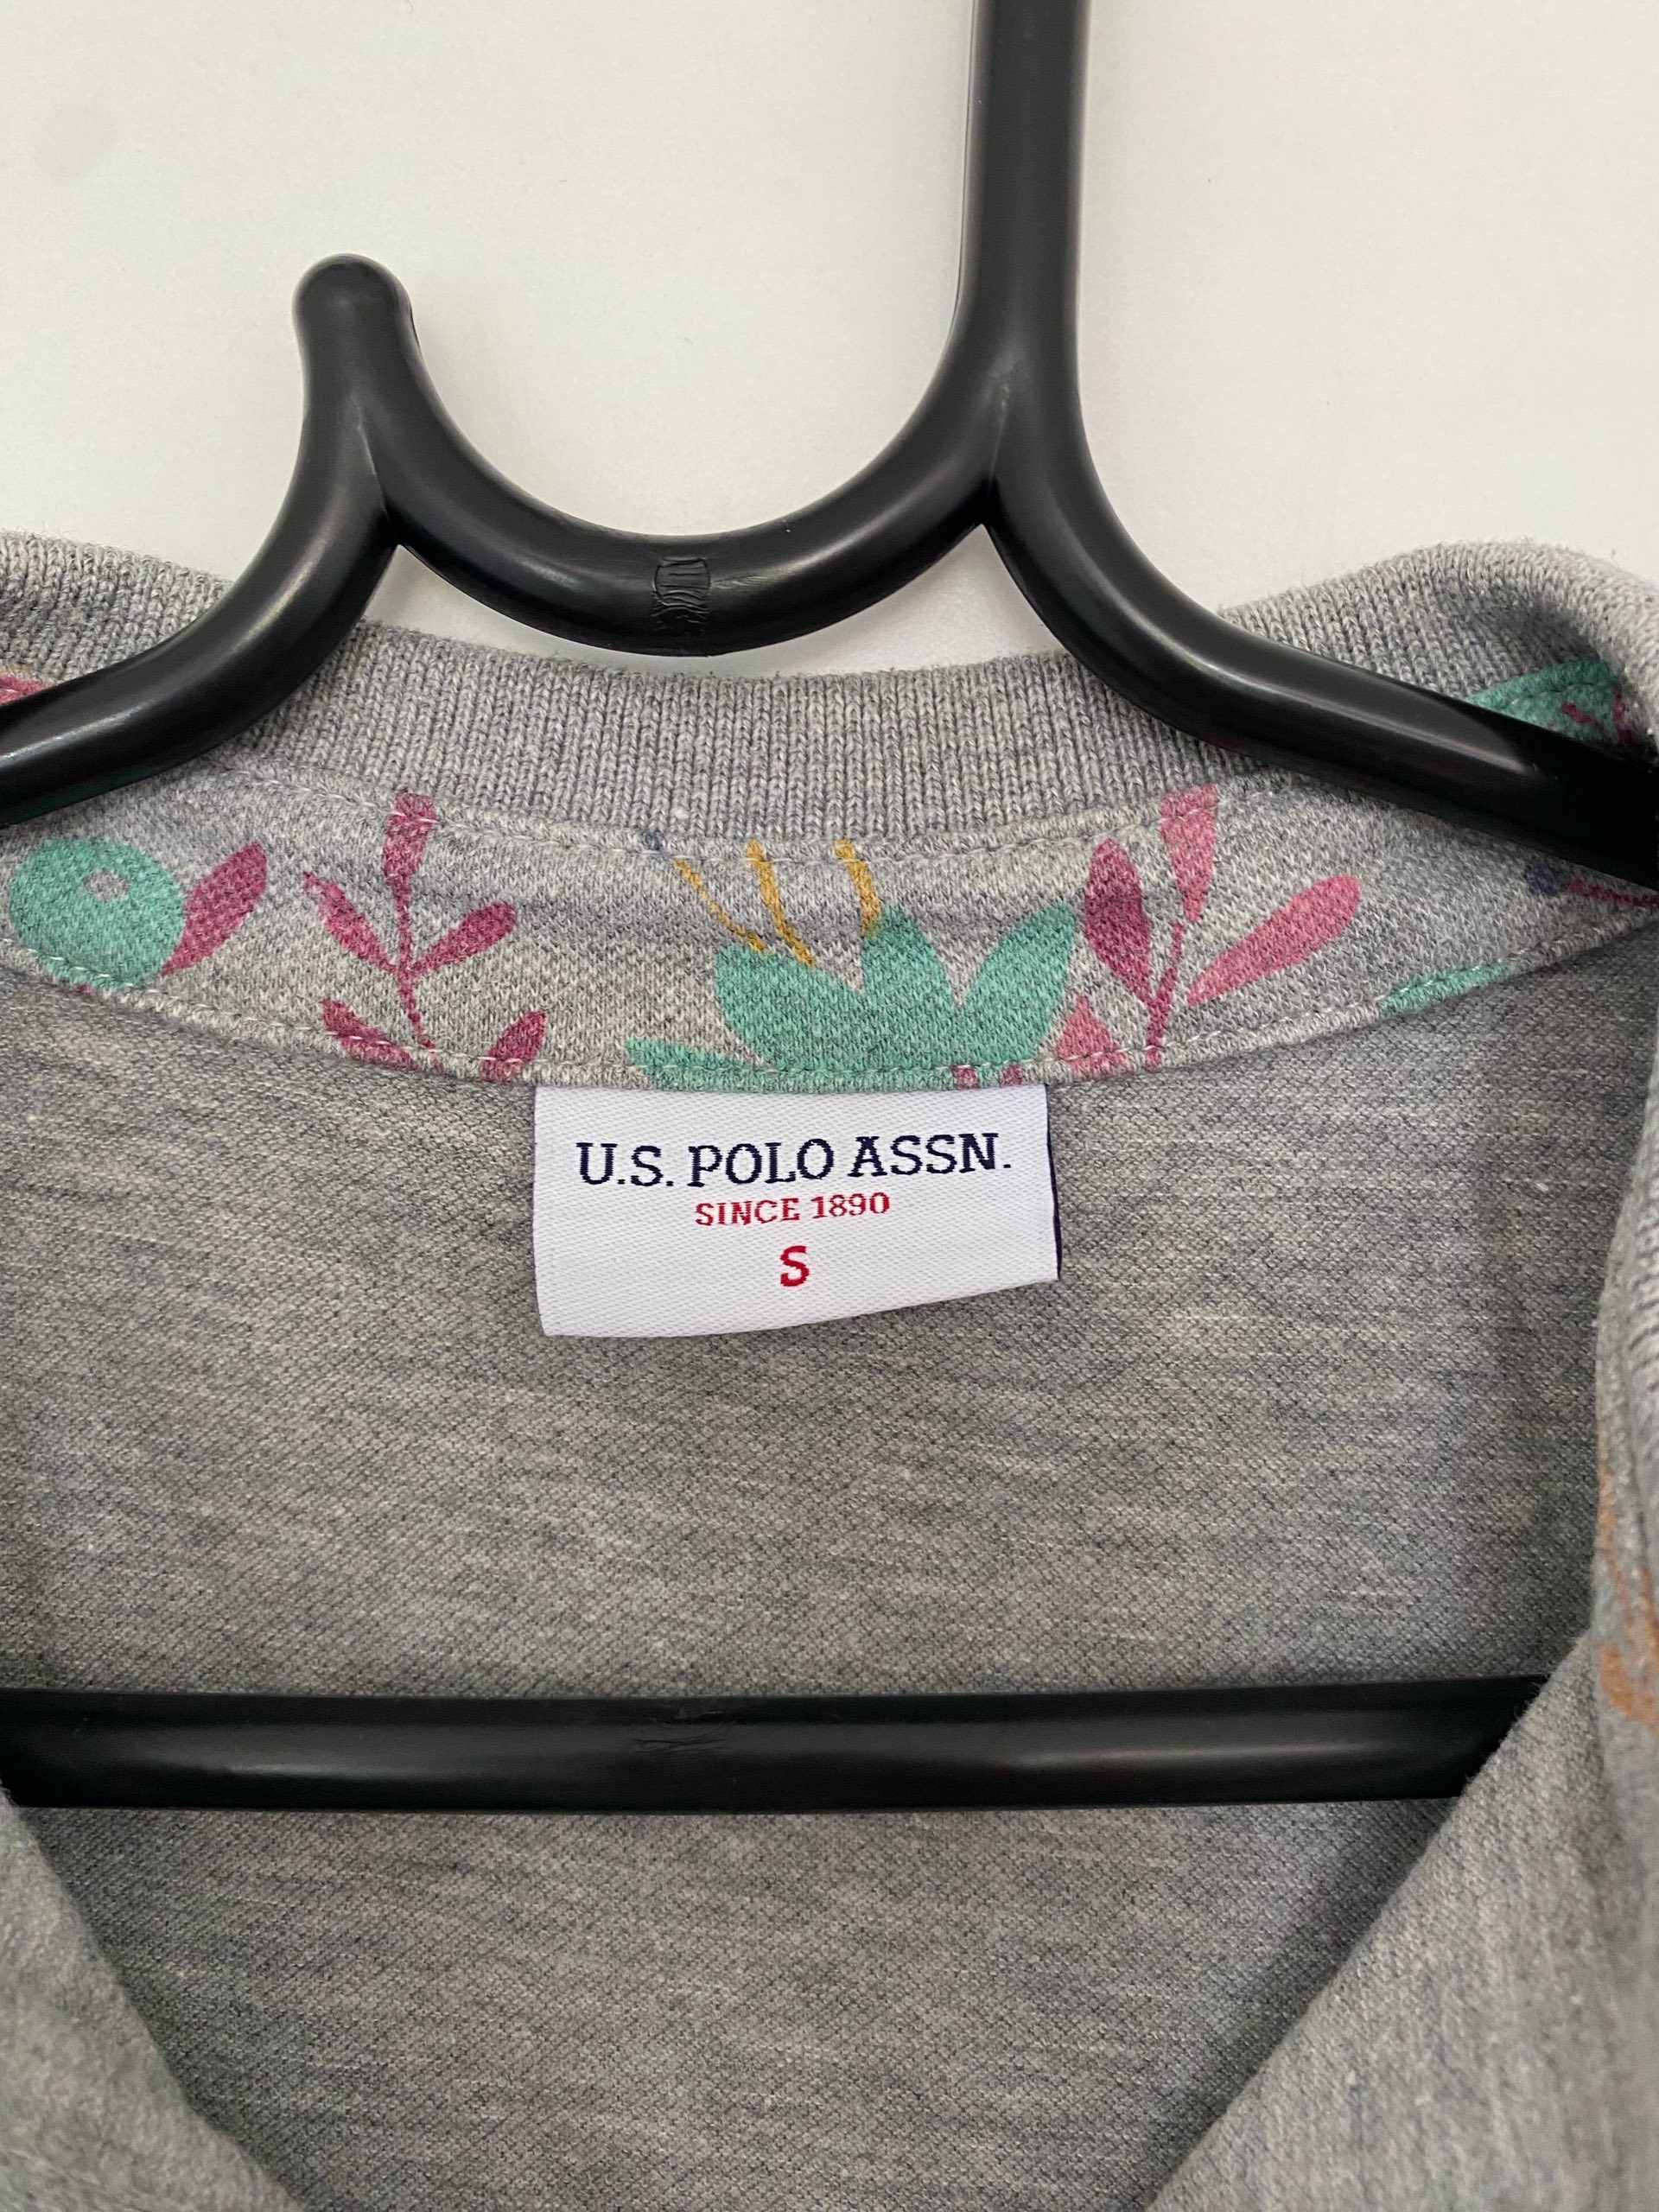 U.S. POLO ASSN.
SINCE 1890
S